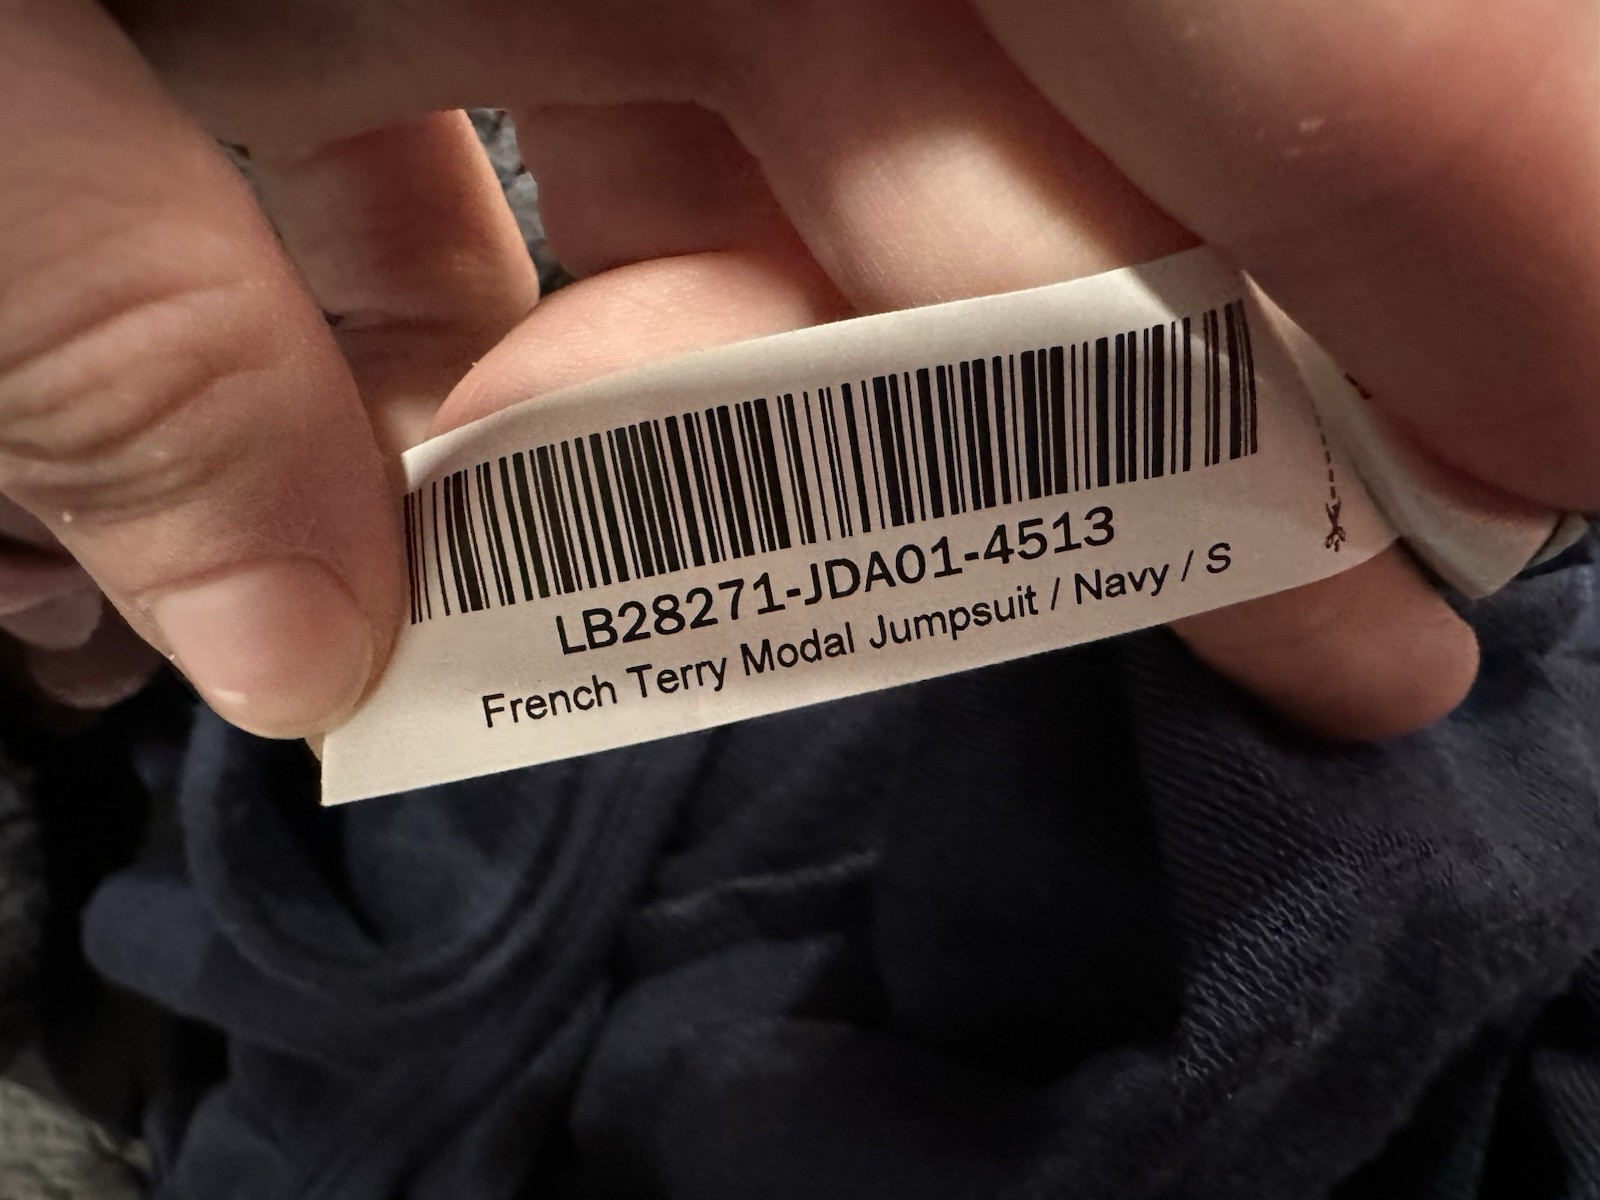 LB28271-JDA01-4513
French Terry Modal Jumpsuit / Navy / S